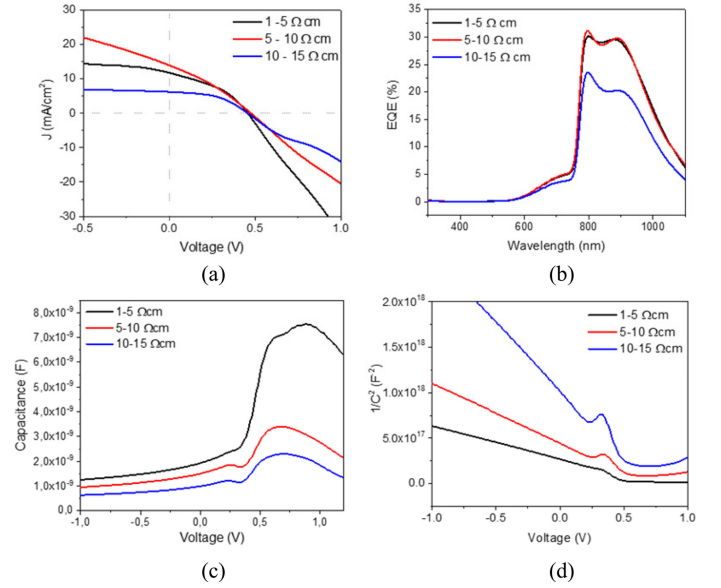 30
20
10
0
-10
-20
-30
J (mA/cm²)
-0.5
0.0
0.5
1.0
Voltage (V)
1 -5 Ω cm
5 - 10 Ω cm
10 - 15 Ω cm
(a)
35
30
25
20
15
10
5
0
EQE (%)
400
600
800
1000
Wavelength (nm)
1-5 Ω cm
5-10 Ω cm
10-15 Ω cm
(b)
8,0x10⁻⁹
7,0x10⁻⁹
6,0x10⁻⁹
5,0x10⁻⁹
4,0x10⁻⁹
3,0x10⁻⁹
2,0x10⁻⁹
1,0x10⁻⁹
0,0
Capacitance (F)
-1,0
-0,5
0,0
0,5
1,0
Voltage (V)
1-5 Ωcm
5-10 Ωcm
10-15 Ωcm
(c)
2.0x10¹⁸
1.5x10¹⁸
1.0x10¹⁸
5.0x10¹⁷
0.0
1/C² (F⁻²)
-1.0
-0.5
0.0
0.5
1.0
Voltage (V)
1-5 Ωcm
5-10 Ωcm
10-15 Ωcm
(d)